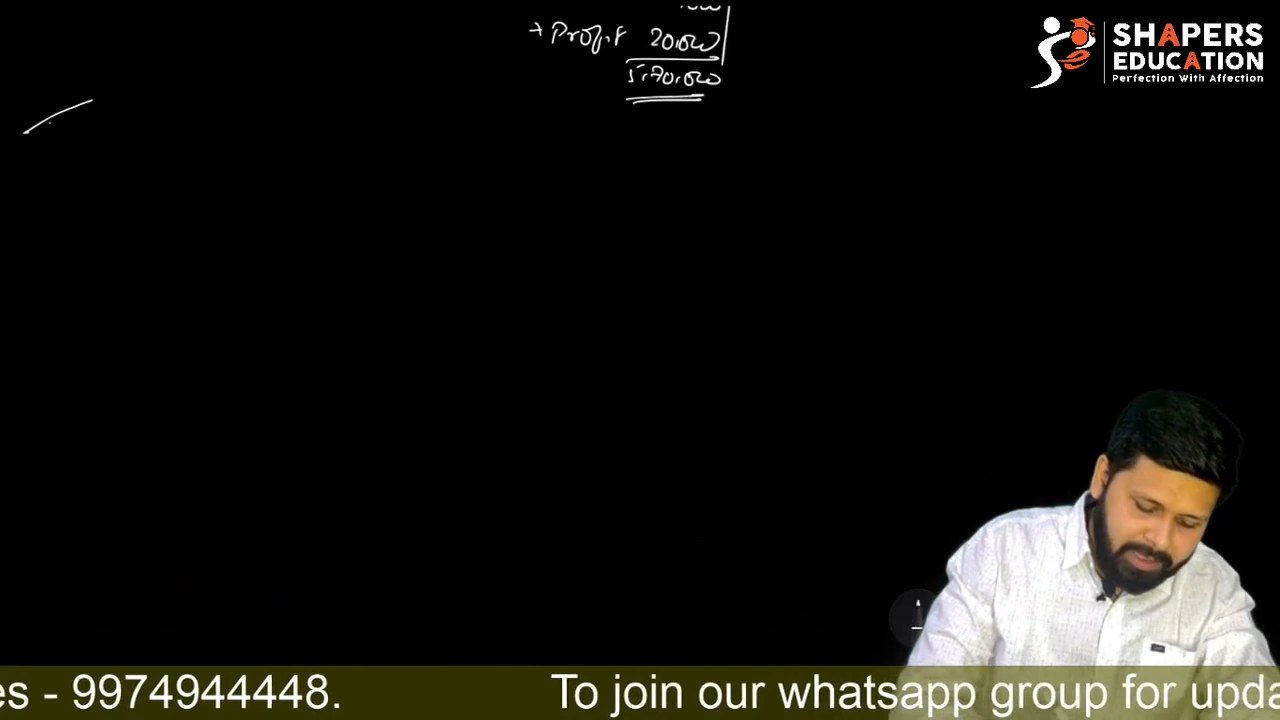 + Profit 20,000
5,70,000
SHAPERS
EDUCATION
Perfection With Affection
es - 9974944448. To join our whatsapp group for upda